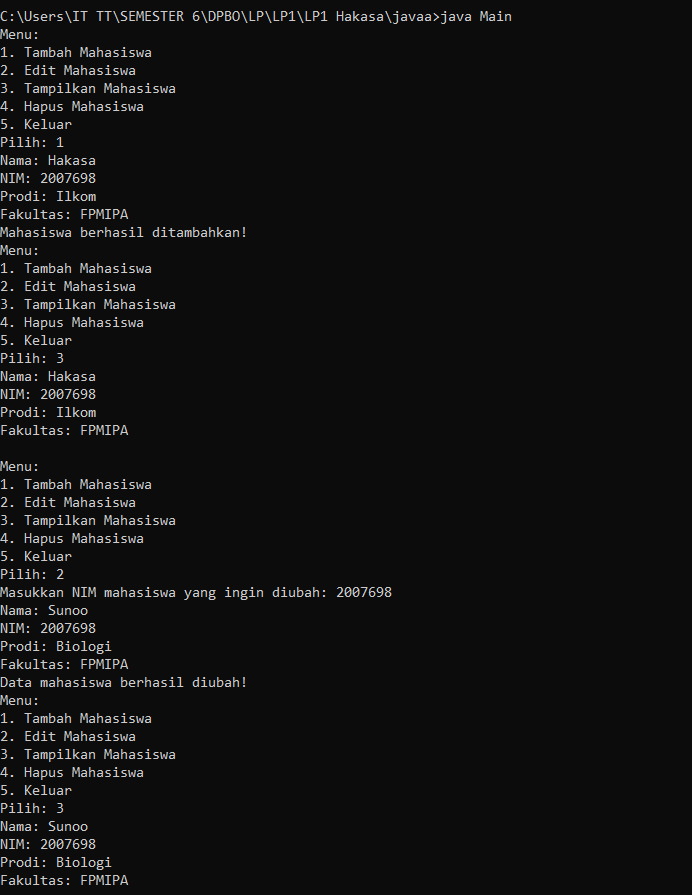 C:\Users\IT TT\SEMESTER 6\DPBO\LP\LP1\LP1 Hakasa\javaa>java Main
Menu:
1. Tambah Mahasiswa
2. Edit Mahasiswa
3. Tampilkan Mahasiswa
4. Hapus Mahasiswa
5. Keluar
Pilih: 1
Nama: Hakasa
NIM: 2007698
Prodi: Ilkom
Fakultas: FPMIPA
Mahasiswa berhasil ditambahkan!
Menu:
1. Tambah Mahasiswa
2. Edit Mahasiswa
3. Tampilkan Mahasiswa
4. Hapus Mahasiswa
5. Keluar
Pilih: 3
Nama: Hakasa
NIM: 2007698
Prodi: Ilkom
Fakultas: FPMIPA

Menu:
1. Tambah Mahasiswa
2. Edit Mahasiswa
3. Tampilkan Mahasiswa
4. Hapus Mahasiswa
5. Keluar
Pilih: 2
Masukkan NIM mahasiswa yang ingin diubah: 2007698
Nama: Sunoo
NIM: 2007698
Prodi: Biologi
Fakultas: FPMIPA
Data mahasiswa berhasil diubah!
Menu:
1. Tambah Mahasiswa
2. Edit Mahasiswa
3. Tampilkan Mahasiswa
4. Hapus Mahasiswa
5. Keluar
Pilih: 3
Nama: Sunoo
NIM: 2007698
Prodi: Biologi
Fakultas: FPMIPA